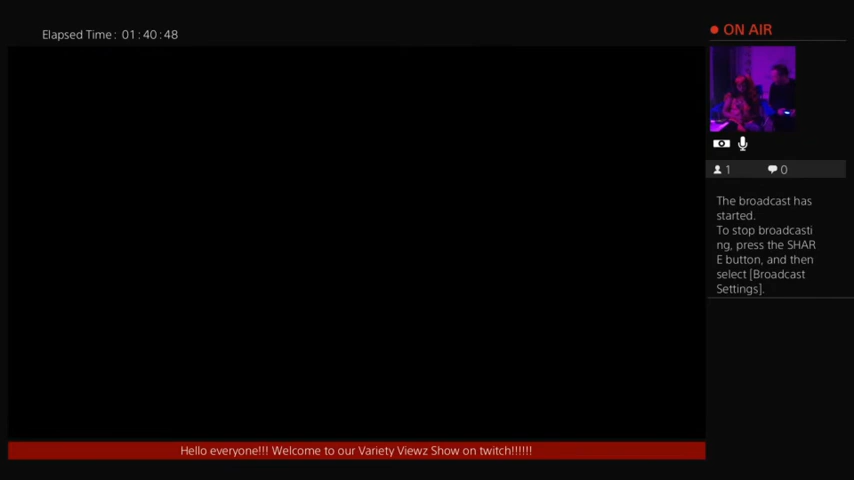 Elapsed Time : 01:40:48
ON AIR
1 0
The broadcast has
started.
To stop broadcasti
ng, press the SHAR
E button, and then
select [Broadcast
Settings].
Hello everyone!!! Welcome to our Variety Viewz Show on twitch!!!!!!